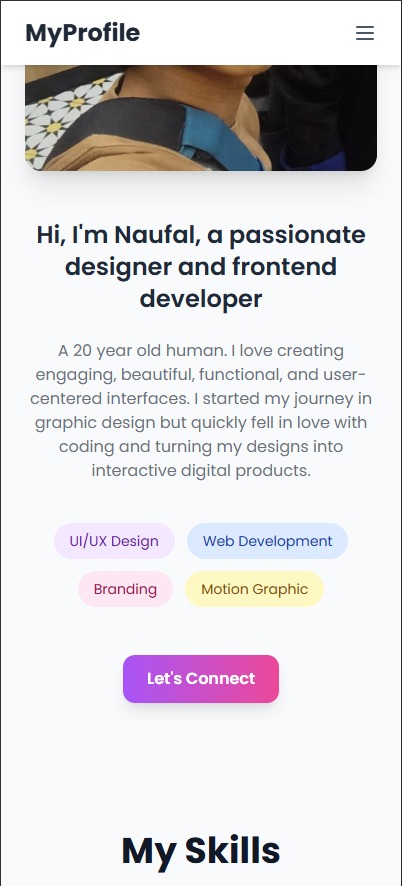 MyProfile
Hi, I'm Naufal, a passionate
designer and frontend
developer
A 20 year old human. I love creating
engaging, beautiful, functional, and user-
centered interfaces. I started my journey in
graphic design but quickly fell in love with
coding and turning my designs into
interactive digital products.
UI/UX Design
Web Development
Branding
Motion Graphic
Let's Connect
My Skills